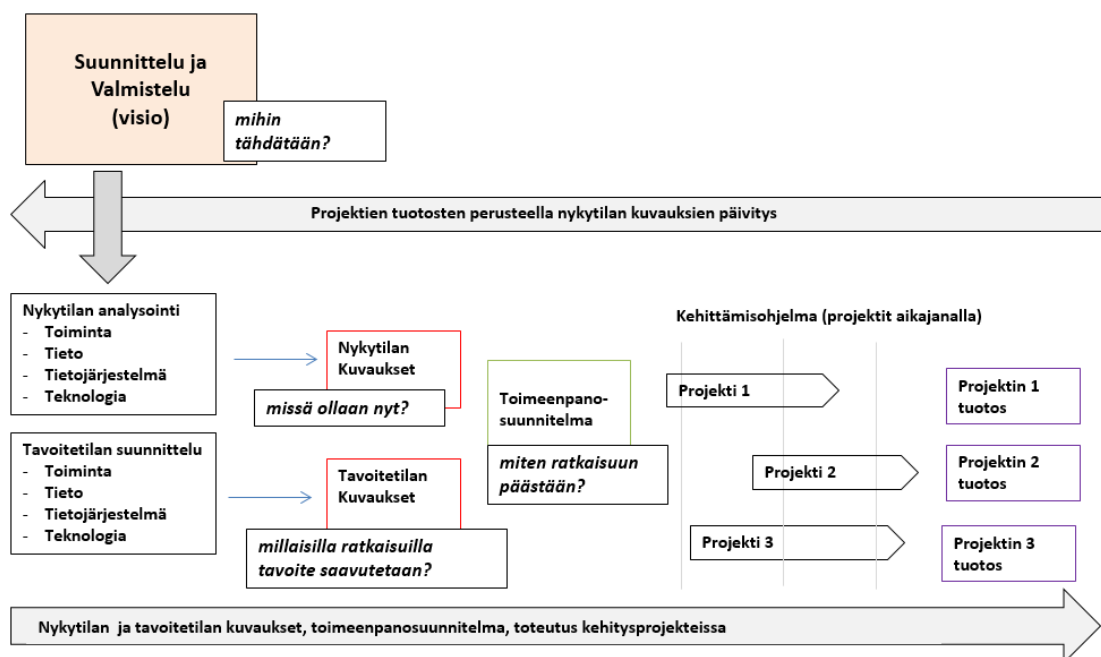 Suunnittelu ja
Valmistelu
(visio)
mihin
tähdätään?
Projektien tuotosten perusteella nykytilan kuvauksien päivitys
Nykytilan analysointi
- Toiminta
- Tieto
- Tietojärjestelmä
- Teknologia
Nykytilan
Kuvaukset
missä ollaan nyt?
Tavoitetilan suunnittelu
- Toiminta
- Tieto
- Tietojärjestelmä
- Teknologia
Tavoitetilan
Kuvaukset
millaisilla ratkaisuilla
tavoite saavutetaan?
Toimeenpano-
suunnitelma
miten ratkaisuun
päästään?
Kehittämisohjelma (projektit aikajanalla)
Projekti 1
Projektin 1
tuotos
Projekti 2
Projektin 2
tuotos
Projekti 3
Projektin 3
tuotos
Nykytilan ja tavoitetilan kuvaukset, toimeenpanosuunnitelma, toteutus kehitysprojekteissa